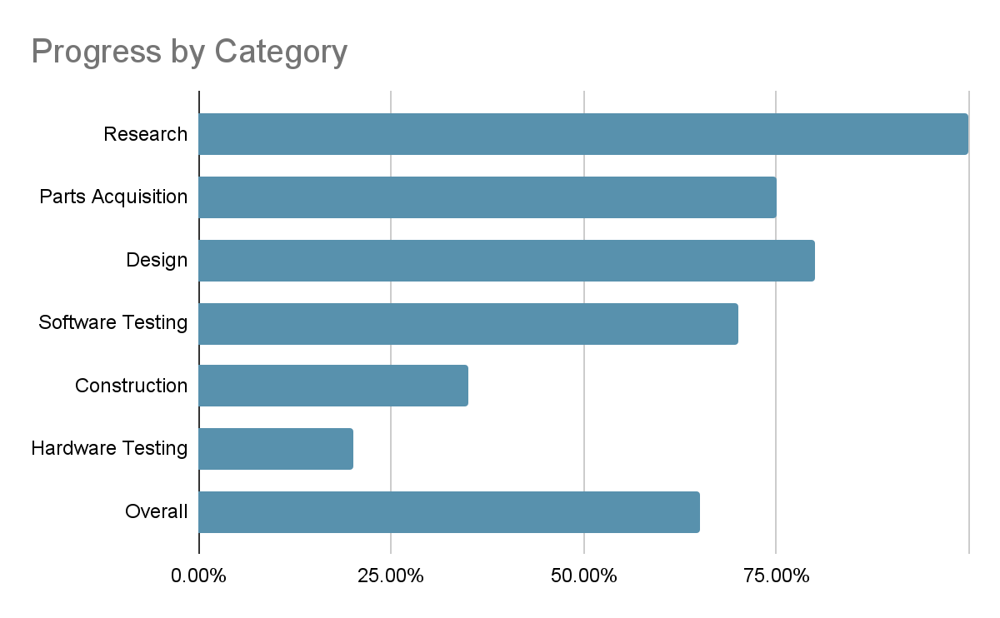 Progress by Category
Research
Parts Acquisition
Design
Software Testing
Construction
Hardware Testing
Overall
0.00% 25.00% 50.00% 75.00%